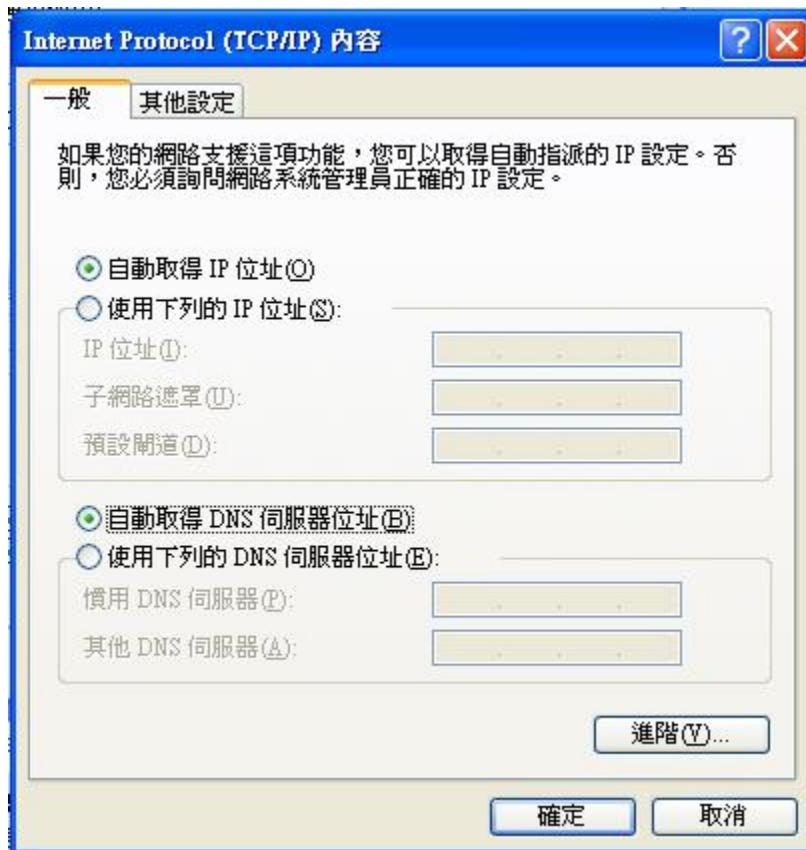 Internet Protocol (TCP/IP) 內容
一般
其他設定
如果您的網路支援這項功能，您可以取得自動指派的 IP 設定。否
則，您必須詢問網路系統管理員正確的 IP 設定。
自動取得 IP 位址(O)
使用下列的 IP 位址(S):
IP 位址(I):
子網路遮罩(U):
預設閘道(D):
自動取得 DNS 伺服器位址(B)
使用下列的 DNS 伺服器位址(E):
慣用 DNS 伺服器(P):
其他 DNS 伺服器(A):
進階(V)...
確定
取消